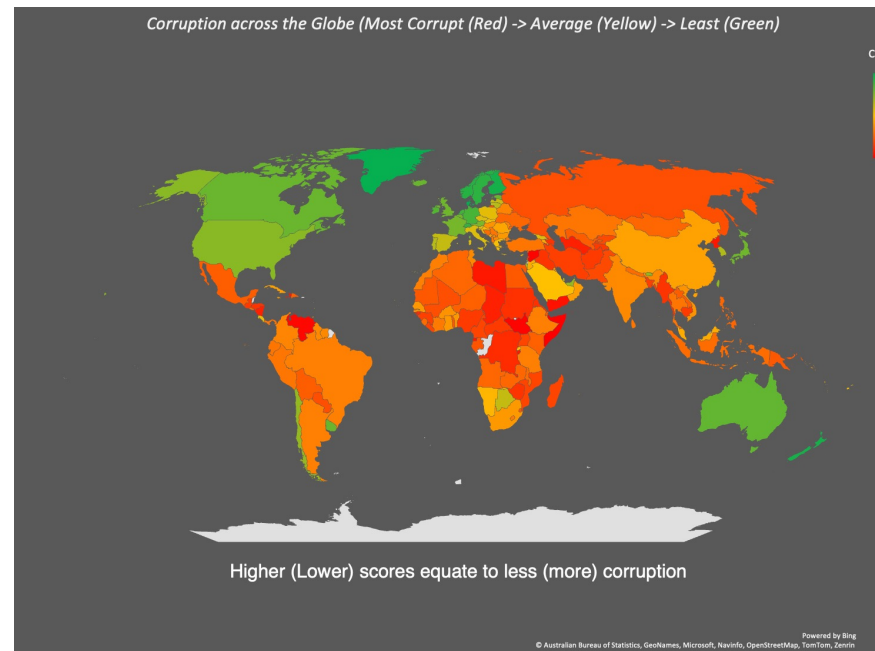 Corruption across the Globe (Most Corrupt (Red) -> Average (Yellow) -> Least (Green)
C
Higher (Lower) scores equate to less (more) corruption
Powered by Bing
© Australian Bureau of Statistics, GeoNames, Microsoft, Navinfo, OpenStreetMap, TomTom, Zenrin